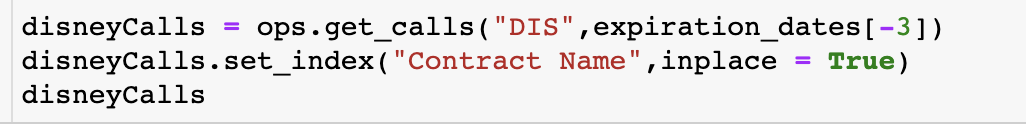 disneyCalls = ops.get_calls("DIS",expiration_dates[-3])
disneyCalls.set_index("Contract Name",inplace = True)
disneyCalls